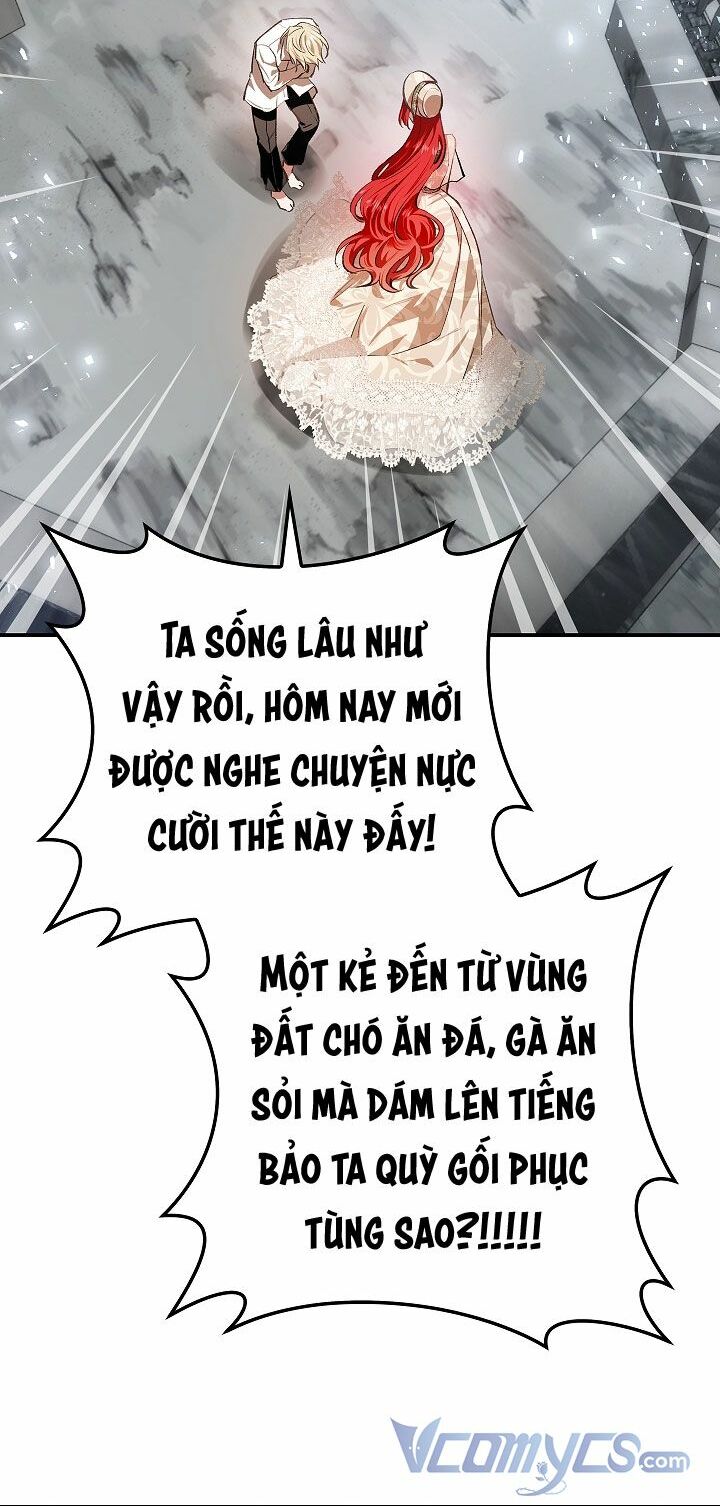 TA SỐNG LÂU NHƯ
VẬY RỒI, HÔM NAY MỚI
ĐƯỢC NGHE CHUYỆN NỰC
CƯỜI THẾ NÀY ĐẤY!
MỘT KẺ ĐẾN TỪ VÙNG
ĐẤT CHÓ ĂN ĐÁ, GÀ ĂN
SỎI MÀ DÁM LÊN TIẾNG
BẢO TA QUỲ GỐI PHỤC
TÙNG SAO?!!!!!
VCOMYCS.com